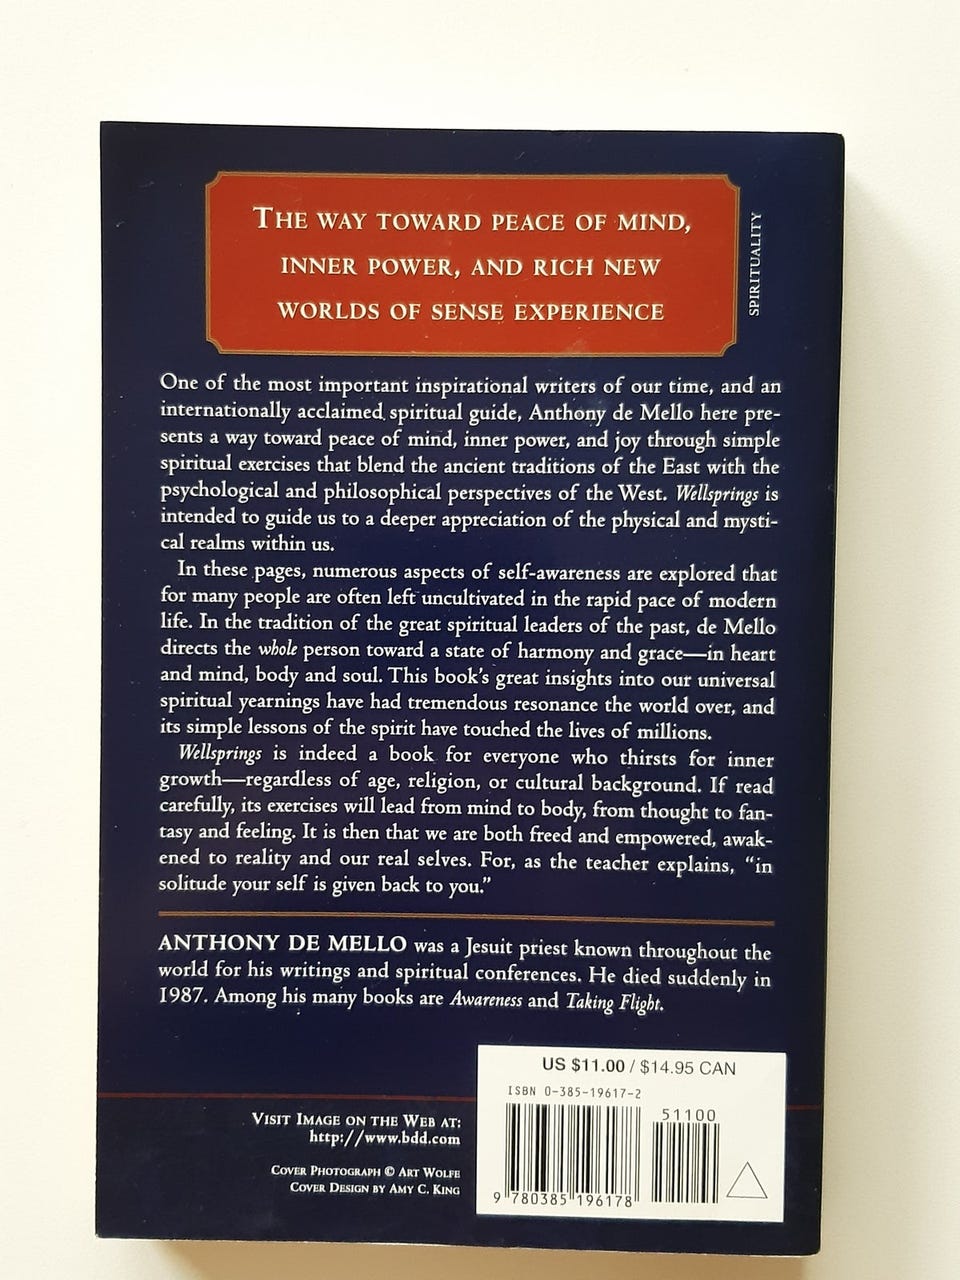 THE WAY TOWARD PEACE OF MIND,
INNER POWER, AND RICH NEW
WORLDS OF SENSE EXPERIENCE
SPIRITUALITY
One of the most important inspirational writers of our time, and an
internationally acclaimed spiritual guide, Anthony de Mello here pre-
sents a way toward peace of mind, inner power, and joy through simple
spiritual exercises that blend the ancient traditions of the East with the
psychological and philosophical perspectives of the West. Wellsprings is
intended to guide us to a deeper appreciation of the physical and mysti-
cal realms within us.
In these pages, numerous aspects of self-awareness are explored that
for many people are often left uncultivated in the rapid pace of modern
life. In the tradition of the great spiritual leaders of the past, de Mello
directs the whole person toward a state of harmony and grace—in heart
and mind, body and soul. This book's great insights into our universal
spiritual yearnings have had tremendous resonance the world over, and
its simple lessons of the spirit have touched the lives of millions.
Wellsprings is indeed a book for everyone who thirsts for inner
growth—regardless of age, religion, or cultural background. If read
carefully, its exercises will lead from mind to body, from thought to fan-
tasy and feeling. It is then that we are both freed and empowered, awak-
ened to reality and our real selves. For, as the teacher explains, "in
solitude your self is given back to you."
ANTHONY DE MELLO was a Jesuit priest known throughout the
world for his writings and spiritual conferences. He died suddenly in
1987. Among his many books are Awareness and Taking Flight.
VISIT IMAGE ON THE WEB AT:
http://www.bdd.com
COVER PHOTOGRAPH © ART WOLFE
COVER DESIGN BY AMY C. KING
US $11.00 / $14.95 CAN
ISBN 0-385-19617-2
51100
9 780385 196178